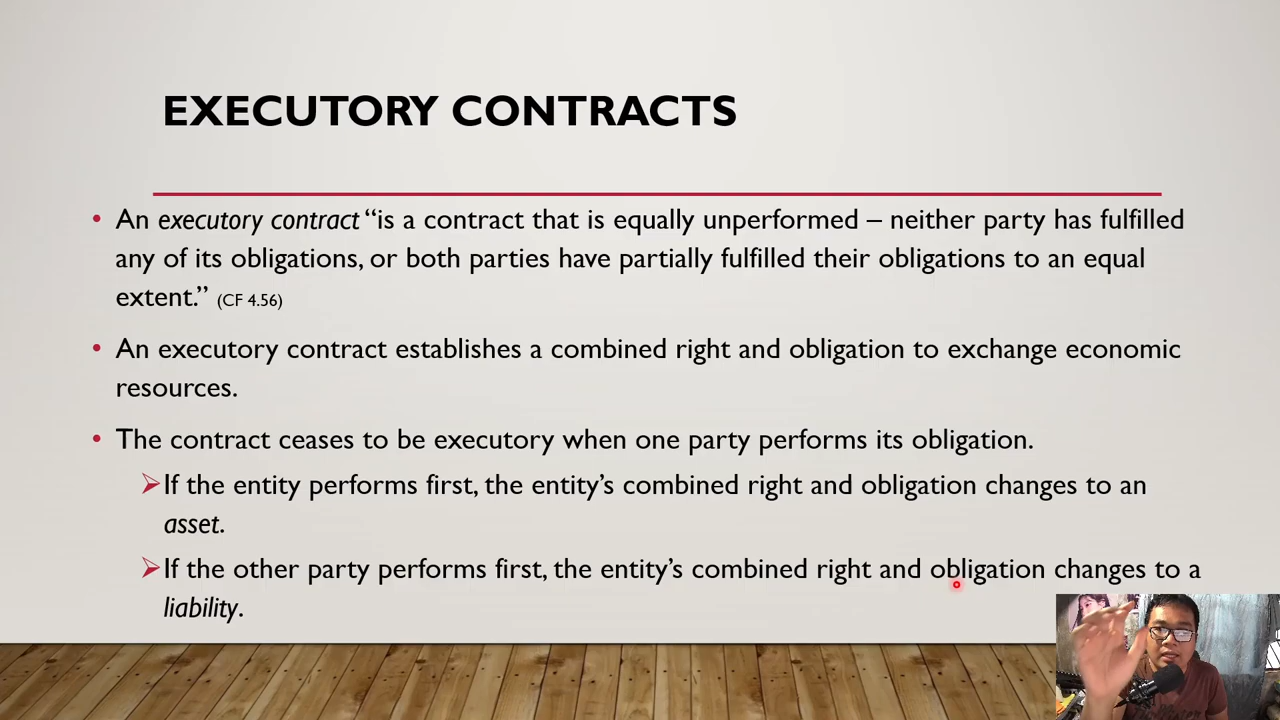 EXECUTORY CONTRACTS
• An executory contract “is a contract that is equally unperformed – neither party has fulfilled
any of its obligations, or both parties have partially fulfilled their obligations to an equal
extent.” (CF 4.56)
• An executory contract establishes a combined right and obligation to exchange economic
resources.
• The contract ceases to be executory when one party performs its obligation.
➢If the entity performs first, the entity’s combined right and obligation changes to an
asset.
➢If the other party performs first, the entity’s combined right and obligation changes to a
liability.